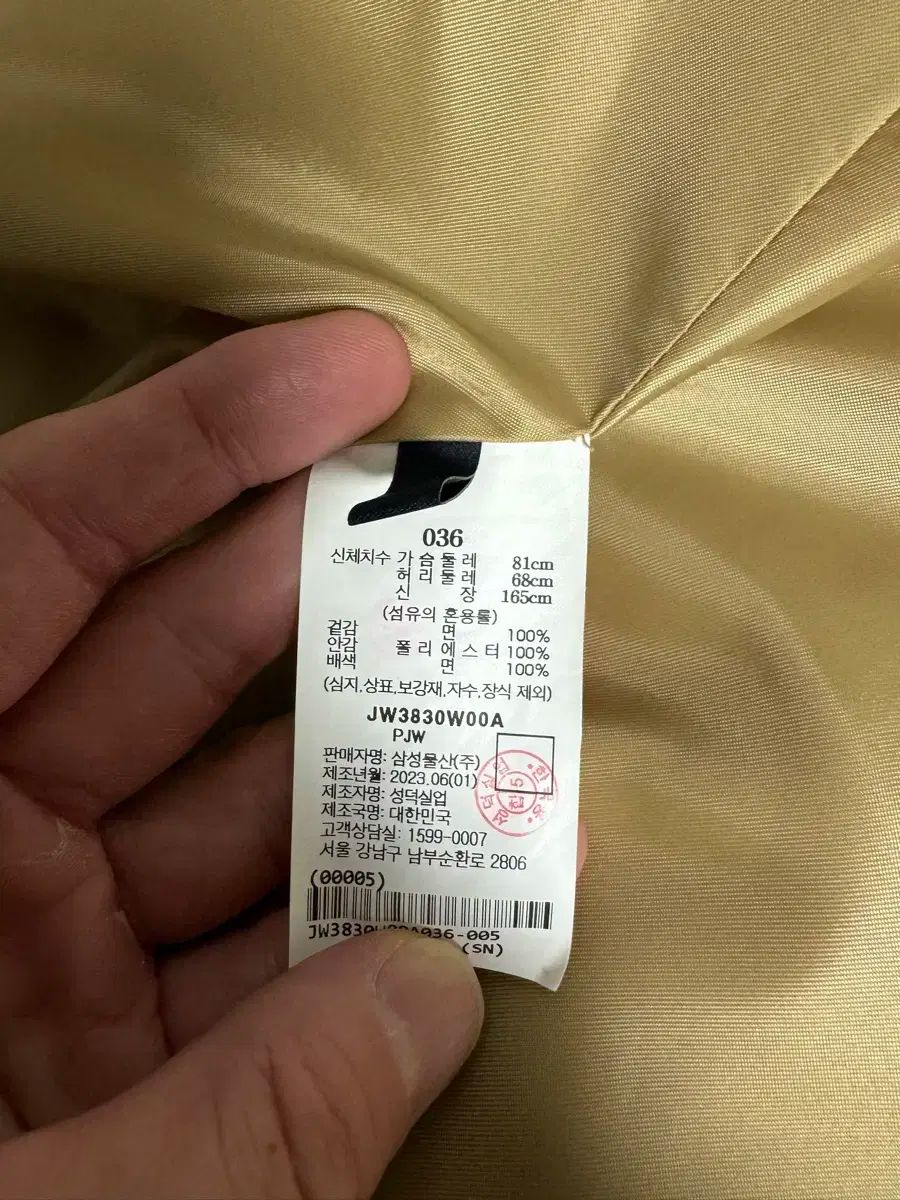 036
신체치수 가 슴 둘 레 81cm
허 리 둘 레 68cm
신 장 165cm
(섬유의 혼용률)
겉감 면 100%
안감 폴 리 에 스 터 100%
배색 면 100%
(심지,상표,보강재,자수,장식 제외)
JW3830W00A
PJW
판매자명: 삼성물산(주)
제조년월: 2023.06(01)
제조자명: 성덕실업
제조국명: 대한민국
고객상담실: 1599-0007
서울 강남구 남부순환로 2806
(00005)
JW3830W00A036-005
(SN)